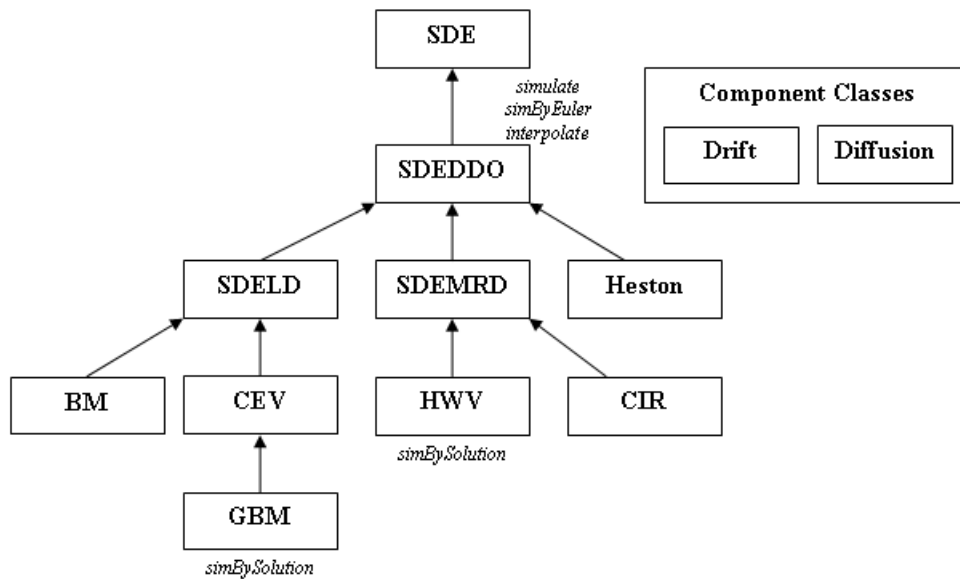 SDE
simulate
simByEuler
interpolate
Component Classes
Drift
Diffusion
SDEDDO
SDELD
SDEMRD
Heston
BM
CEV
HWV
CIR
simBySolution
GBM
simBySolution